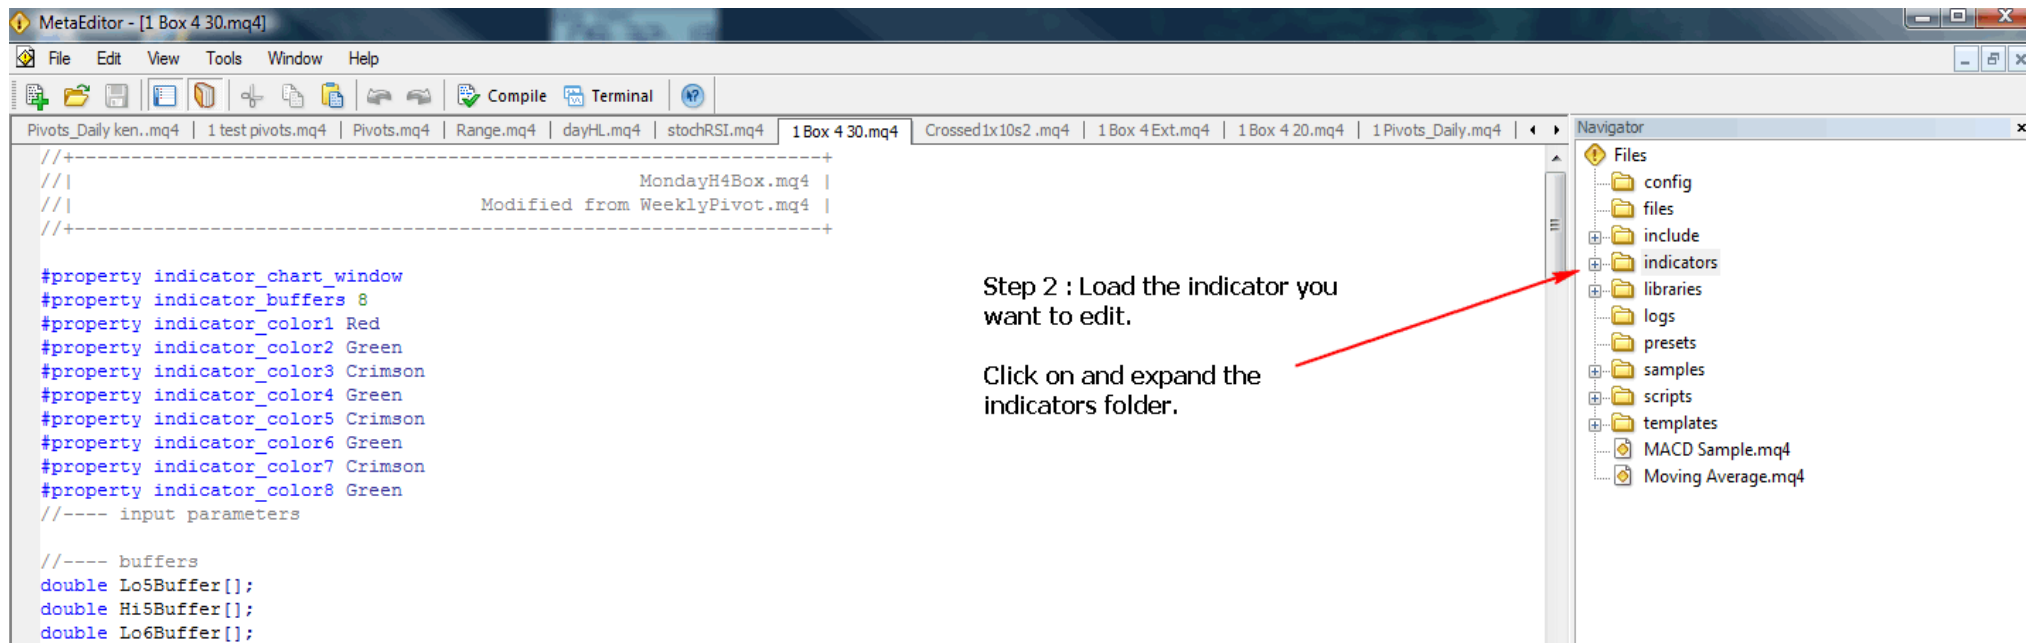 MetaEditor - [1 Box 4 30.mq4]
File Edit View Tools Window Help
Compile Terminal
Pivots_Daily ken..mq4 | 1 test pivots.mq4 | Pivots.mq4 | Range.mq4 | dayHL.mq4 | stochRSI.mq4 | 1 Box 4 30.mq4 | Crossed1x10s2 .mq4 | 1 Box 4 Ext.mq4 | 1 Box 4 20.mq4 | 1 Pivots_Daily.mq4 |
//+------------------------------------------------------------------+
//| MondayH4Box.mq4 |
//| Modified from WeeklyPivot.mq4 |
//+------------------------------------------------------------------+
#property indicator_chart_window
#property indicator_buffers 8
#property indicator_color1 Red
#property indicator_color2 Green
#property indicator_color3 Crimson
#property indicator_color4 Green
#property indicator_color5 Crimson
#property indicator_color6 Green
#property indicator_color7 Crimson
#property indicator_color8 Green
//---- input parameters
//---- buffers
double Lo5Buffer[];
double Hi5Buffer[];
double Lo6Buffer[];
Step 2 : Load the indicator you
want to edit.
Click on and expand the
indicators folder.
Navigator
Files
config
files
include
indicators
libraries
logs
presets
samples
scripts
templates
MACD Sample.mq4
Moving Average.mq4